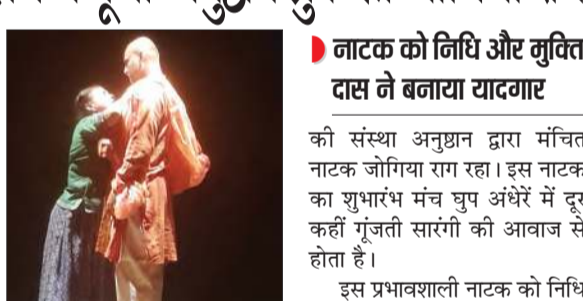 नाटक को निधि और मुक्ति
दास ने बनाया यादगार
की संस्था अनुष्ठान द्वारा मंचित
नाटक जोगिया राग रहा। इस नाटक
का शुभारंभ मंच घुप अंधेरें में दूर
कहीं गूंजती सारंगी की आवाज से
होता है।
इस प्रभावशाली नाटक को निधि